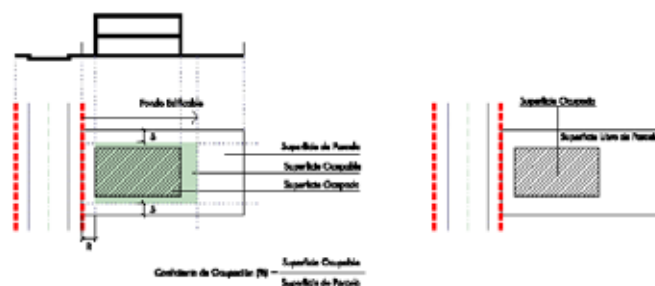 Fondo Edificable
S
Superficie de Parcela
Superficie Ocupable
Superficie Ocupada
S
R
Coeficiente de Ocupación (%) = Superficie Ocupable
Superficie de Parcela
Superficie Ocupada
Superficie Libre de Parcela